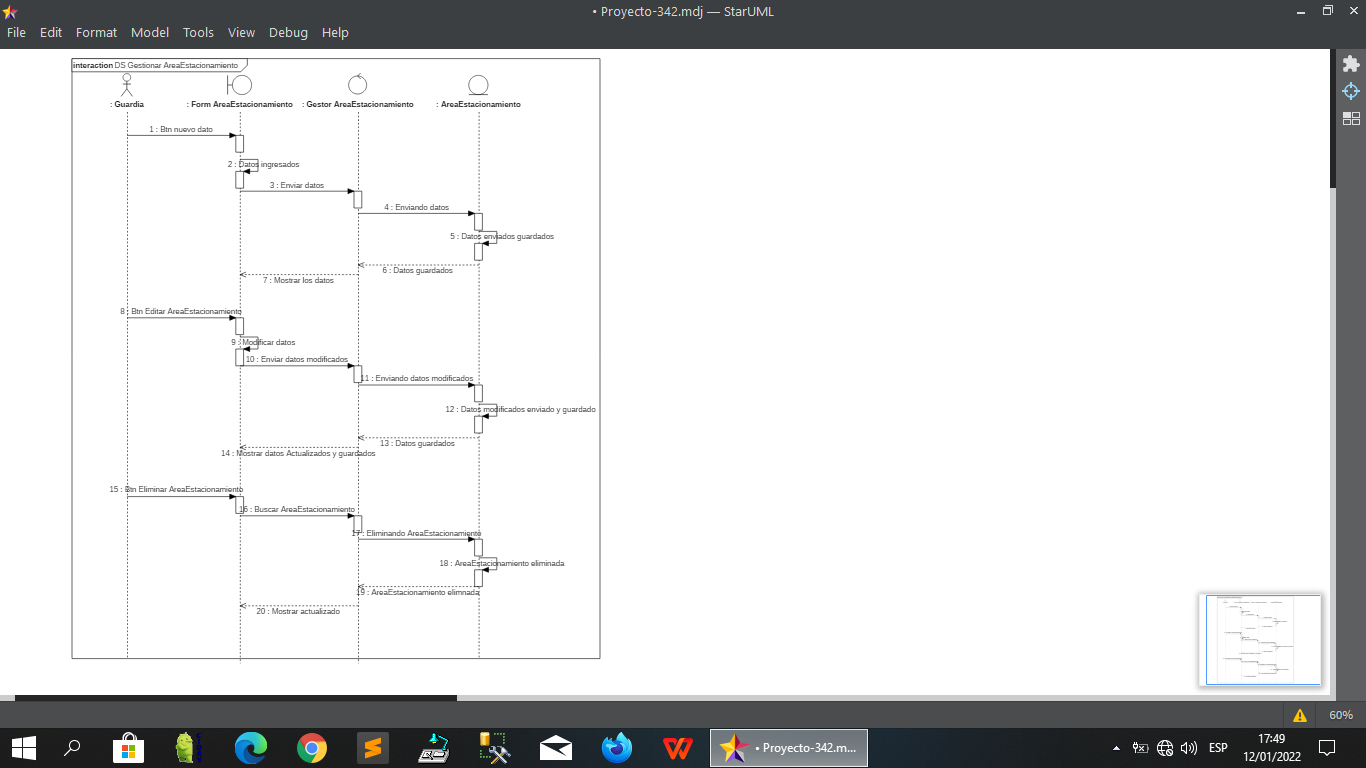 • Proyecto-342.mdj — StarUML
File Edit Format Model Tools View Debug Help
interaction DS Gestionar AreaEstacionamiento
: Guardia
: Form AreaEstacionamiento
: Gestor AreaEstacionamiento
: AreaEstacionamiento
1 : Btn nuevo dato
2 : Datos ingresados
3 : Enviar datos
4 : Enviando datos
5 : Datos enviados guardados
6 : Datos guardados
7 : Mostrar los datos
8 : Btn Editar AreaEstacionamiento
9 : Modificar datos
10 : Enviar datos modificados
11 : Enviando datos modificados
12 : Datos modificados enviado y guardado
13 : Datos guardados
14 : Mostrar datos Actualizados y guardados
15 : Btn Eliminar AreaEstacionamiento
16 : Buscar AreaEstacionamiento
17 : Eliminando AreaEstacionamiento
18 : AreaEstacionamiento eliminada
19 : AreaEstacionamiento elimnada
20 : Mostrar actualizado
60%
• Proyecto-342.m...
ESP
17:49
12/01/2022